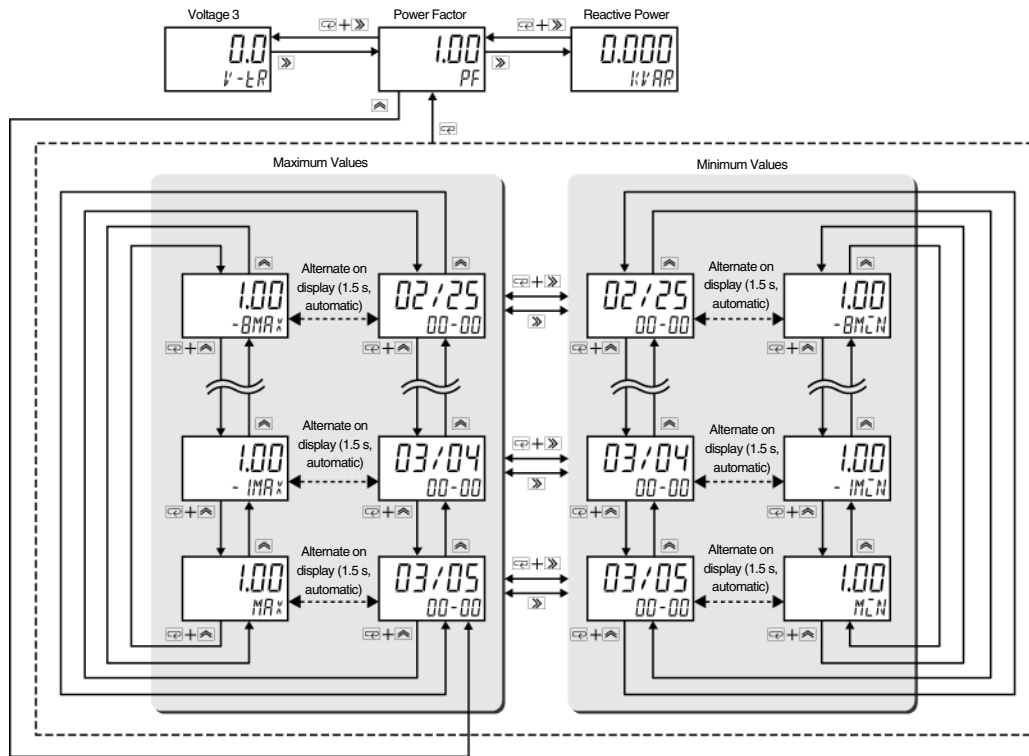 Voltage 3
Power Factor
Reactive Power
0.0
V-tR
+
1.00
PF
+
0.000
KVAR
Maximum Values
Minimum Values
1.00
-8MAX
Alternate on
display (1.5 s,
automatic)
02/25
00-00
+
02/25
00-00
Alternate on
display (1.5 s,
automatic)
1.00
-8MIN
+
+
+
+
1.00
-1MAX
Alternate on
display (1.5 s,
automatic)
03/04
00-00
+
03/04
00-00
Alternate on
display (1.5 s,
automatic)
1.00
-1MIN
+
+
+
+
1.00
MAX
Alternate on
display (1.5 s,
automatic)
03/05
00-00
+
03/05
00-00
Alternate on
display (1.5 s,
automatic)
1.00
MIN
+
+
+
+